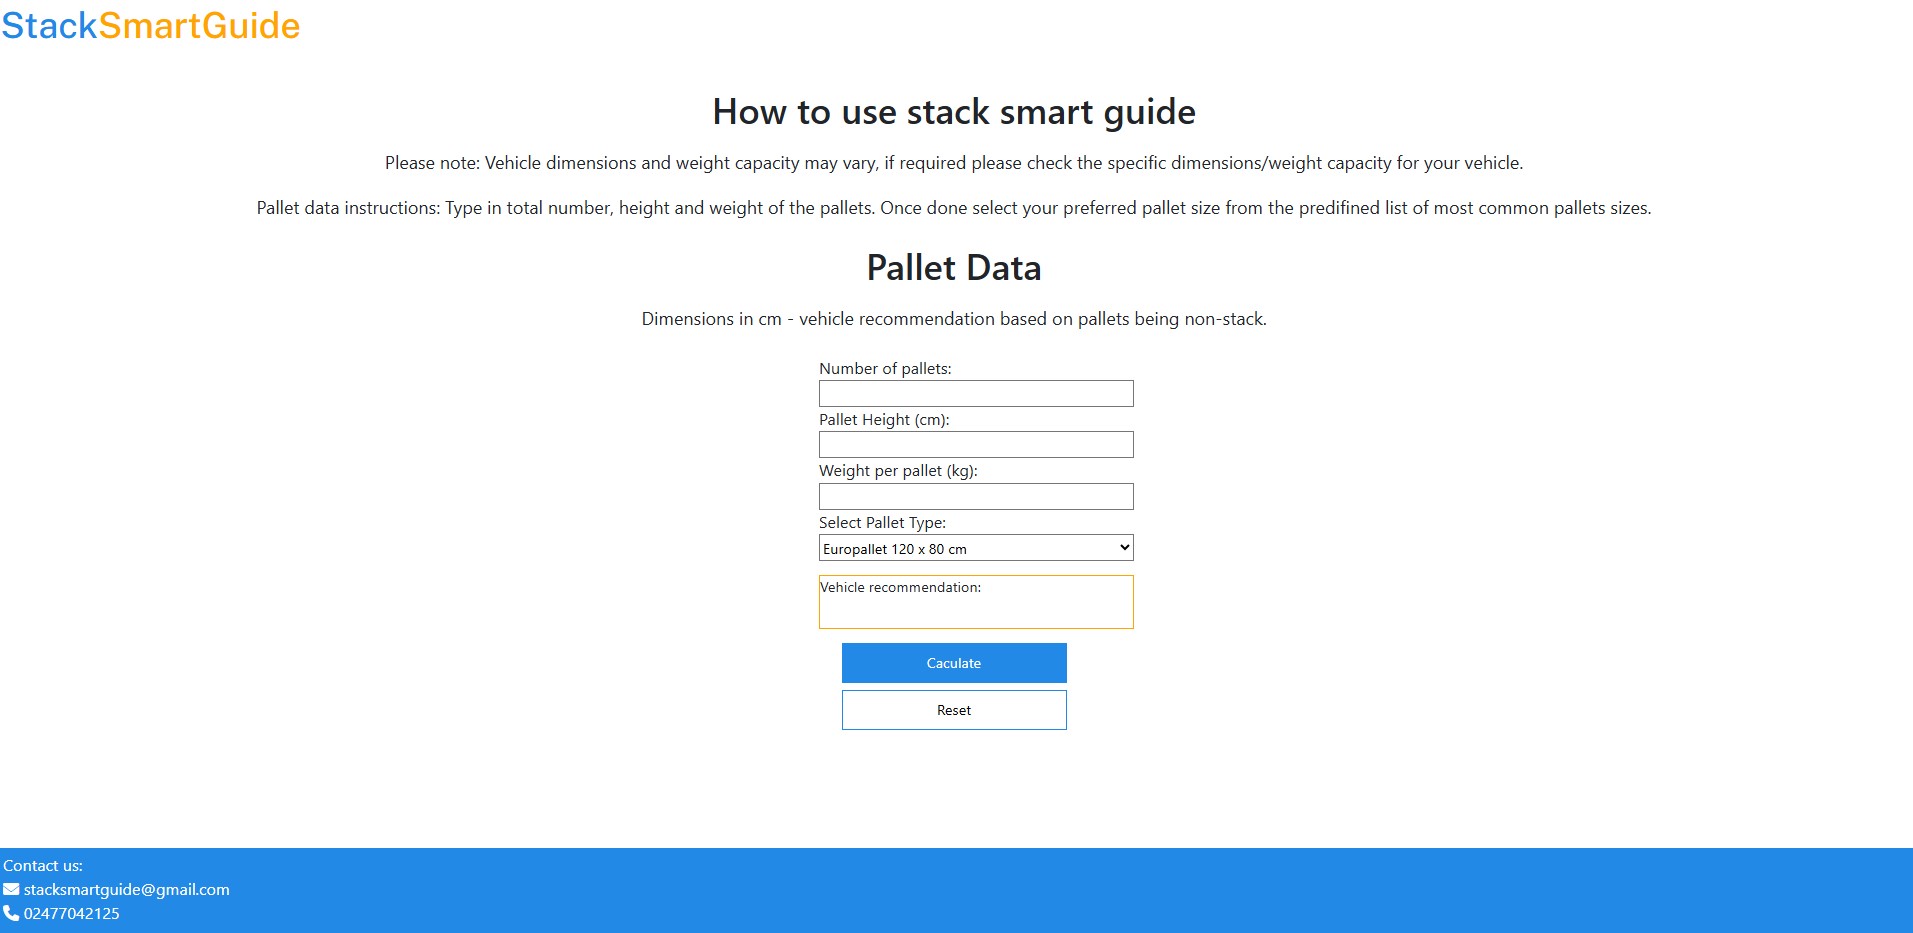 StackSmartGuide
How to use stack smart guide
Please note: Vehicle dimensions and weight capacity may vary, if required please check the specific dimensions/weight capacity for your vehicle.
Pallet data instructions: Type in total number, height and weight of the pallets. Once done select your preferred pallet size from the predifined list of most common pallets sizes.
Pallet Data
Dimensions in cm - vehicle recommendation based on pallets being non-stack.
Number of pallets:
Pallet Height (cm):
Weight per pallet (kg):
Select Pallet Type:
Europallet 120 x 80 cm
Vehicle recommendation:
Caculate
Reset
Contact us:
stacksmartguide@gmail.com
02477042125